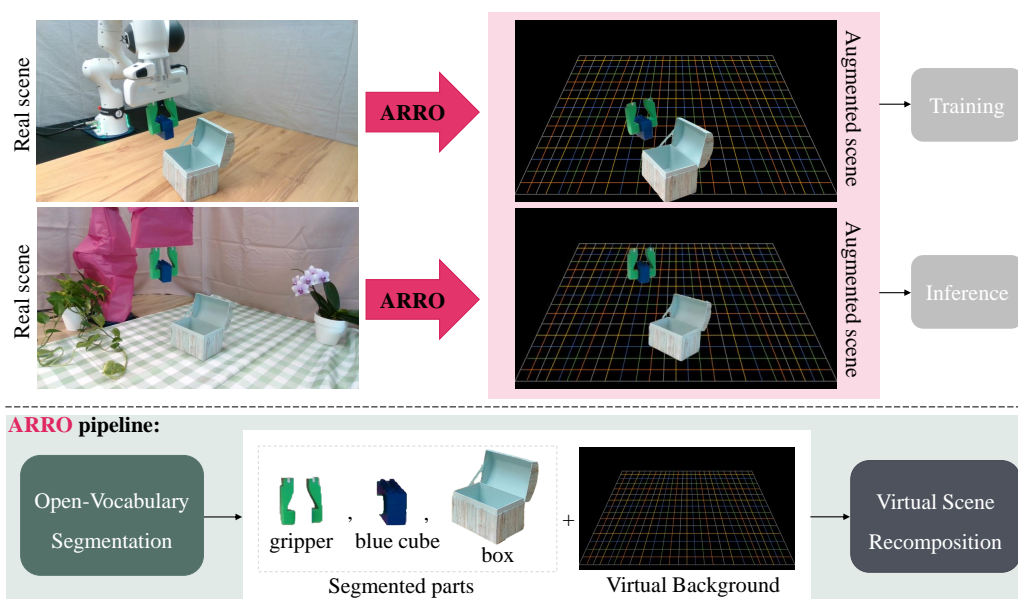 Real scene
ARRO
Augmented scene
Training
Real scene
ARRO
Augmented scene
Inference
ARRO pipeline:
Open-Vocabulary
Segmentation
gripper
,
blue cube
,
box
Segmented parts
+
Virtual Background
Virtual Scene
Recomposition